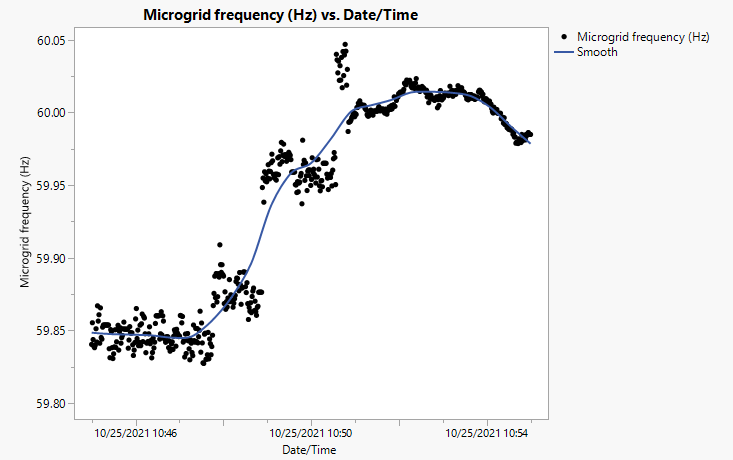 Microgrid frequency (Hz) vs. Date/Time
60.05
60.00
59.95
59.90
59.85
59.80
Microgrid frequency (Hz)
10/25/2021 10:46
10/25/2021 10:50
10/25/2021 10:54
Date/Time
Microgrid frequency (Hz)
Smooth